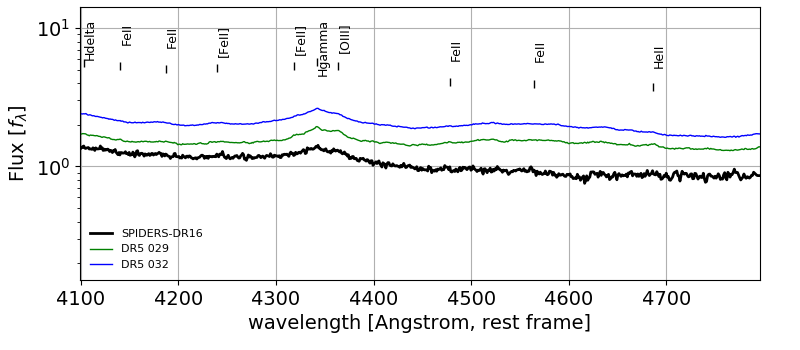 Hdelta
FeII
FeII
[FeII]
[FeII]
Hgamma
[OIII]
FeII
FeII
HeII
10¹
10⁰
Flux [fλ]
SPIDERS-DR16
DR5 029
DR5 032
4100 4200 4300 4400 4500 4600 4700
wavelength [Angstrom, rest frame]